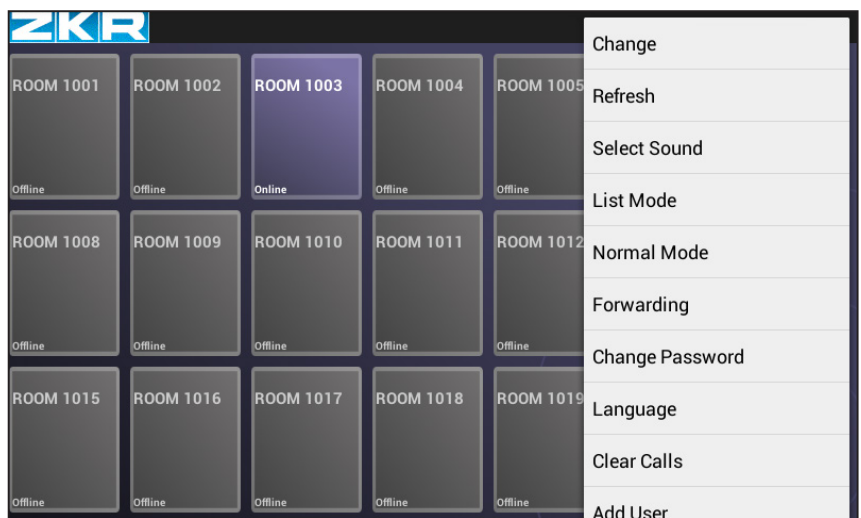 ZKR
ROOM 1001
ROOM 1002
ROOM 1003
ROOM 1004
ROOM 1005
Offline
Offline
Online
Offline
Offline
ROOM 1008
ROOM 1009
ROOM 1010
ROOM 1011
ROOM 1012
Offline
Offline
Offline
Offline
Offline
ROOM 1015
ROOM 1016
ROOM 1017
ROOM 1018
ROOM 1019
Offline
Offline
Offline
Offline
Offline
Change
Refresh
Select Sound
List Mode
Normal Mode
Forwarding
Change Password
Language
Clear Calls
Add User